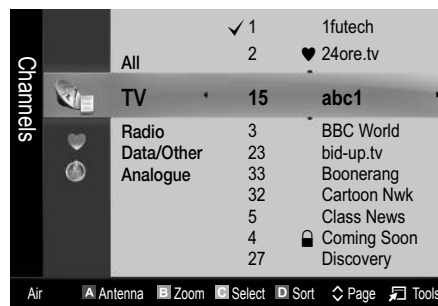 Channels
All
TV
Radio
Data/Other
Analogue
1 1futech
2 24ore.tv
15 abc1
3 BBC World
23 bid-up.tv
33 Boonerang
32 Cartoon Nwk
5 Class News
4 Coming Soon
27 Discovery
Air A Antenna B Zoom C Select D Sort Page Tools